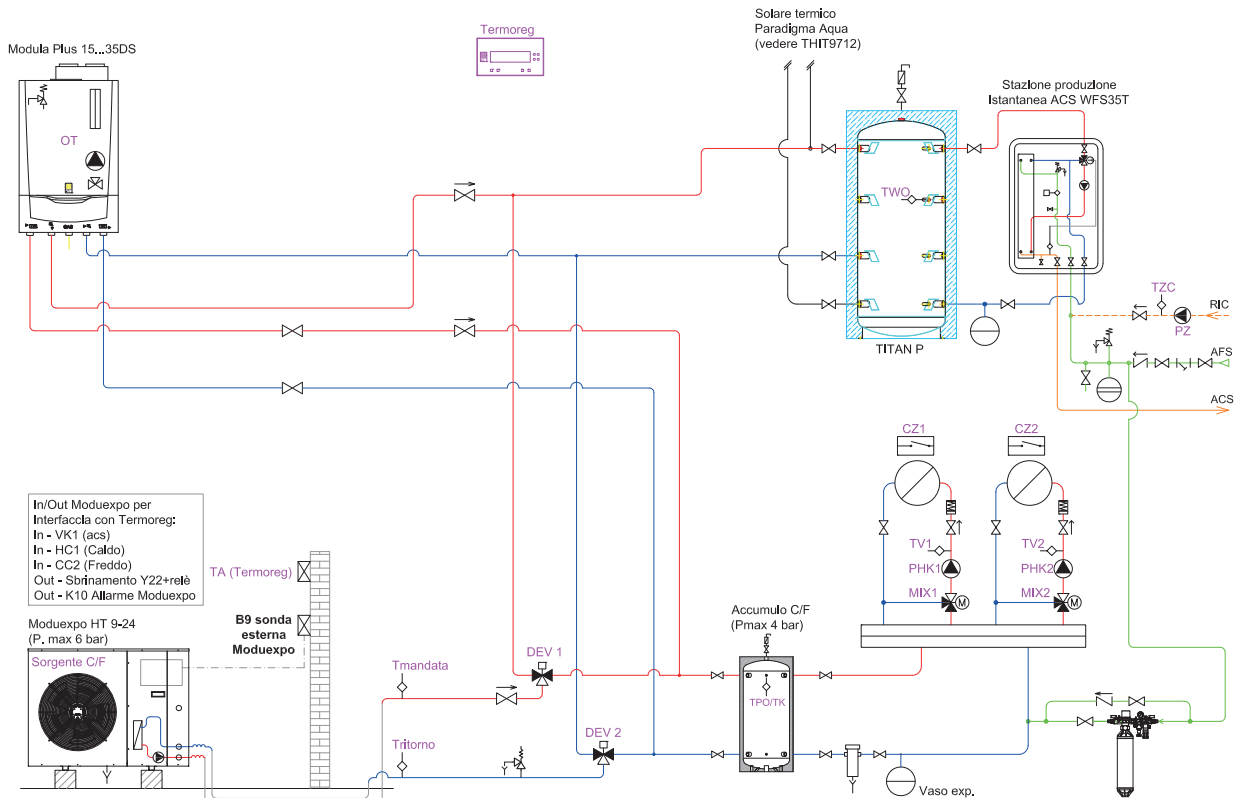 Modula Plus 15...35DS
OT
GAS
Termoreg
Solare termico
Paradigma Aqua
(vedere THIT9712)
TWO
TITAN P
Stazione produzione
Istantanea ACS WFS35T
TZC
RIC
PZ
AFS
ACS
CZ1
CZ2
TV1
TV2
PHK1
PHK2
MIX1
M
MIX2
M
In/Out Moduexpo per
Interfaccia con Termoreg:
In - VK1 (acs)
In - HC1 (Caldo)
In - CC2 (Freddo)
Out - Sbrinamento Y22+relè
Out - K10 Allarme Moduexpo
TA (Termoreg)
B9 sonda
esterna
Moduexpo
Moduexpo HT 9-24
(P. max 6 bar)
Sorgente C/F
Tmandata
DEV 1
Tritorno
DEV 2
Accumulo C/F
(Pmax 4 bar)
TPO/TK
Vaso exp.